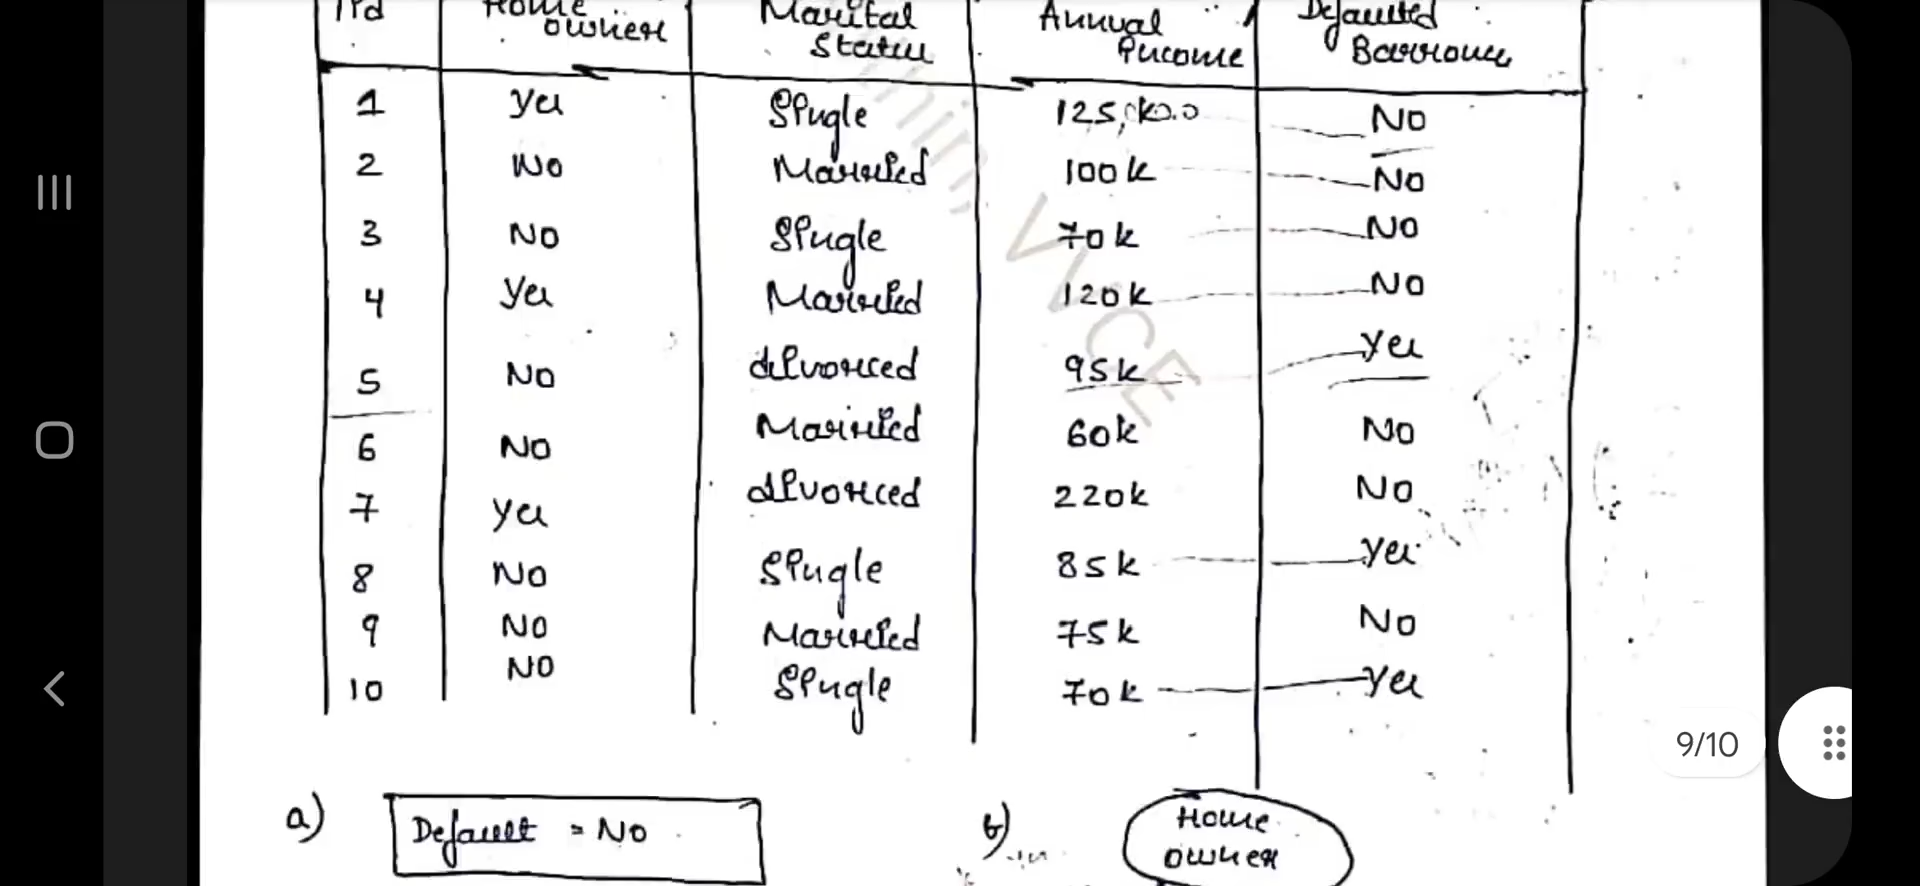 Tid Home owner Marital Status Annual Income Defaulted Barrower
1 Yes Single 125,k No
2 No Married 100k No
3 No Single 70k No
4 Yes Married 120k No
5 No divorced 95k Yes
6 No Married 60k No
7 Yes divorced 220k No
8 No Single 85k Yes
9 No Married 75k No
10 No Single 70k Yes
VVCE
a) Default = No
b) Home owner
9/10